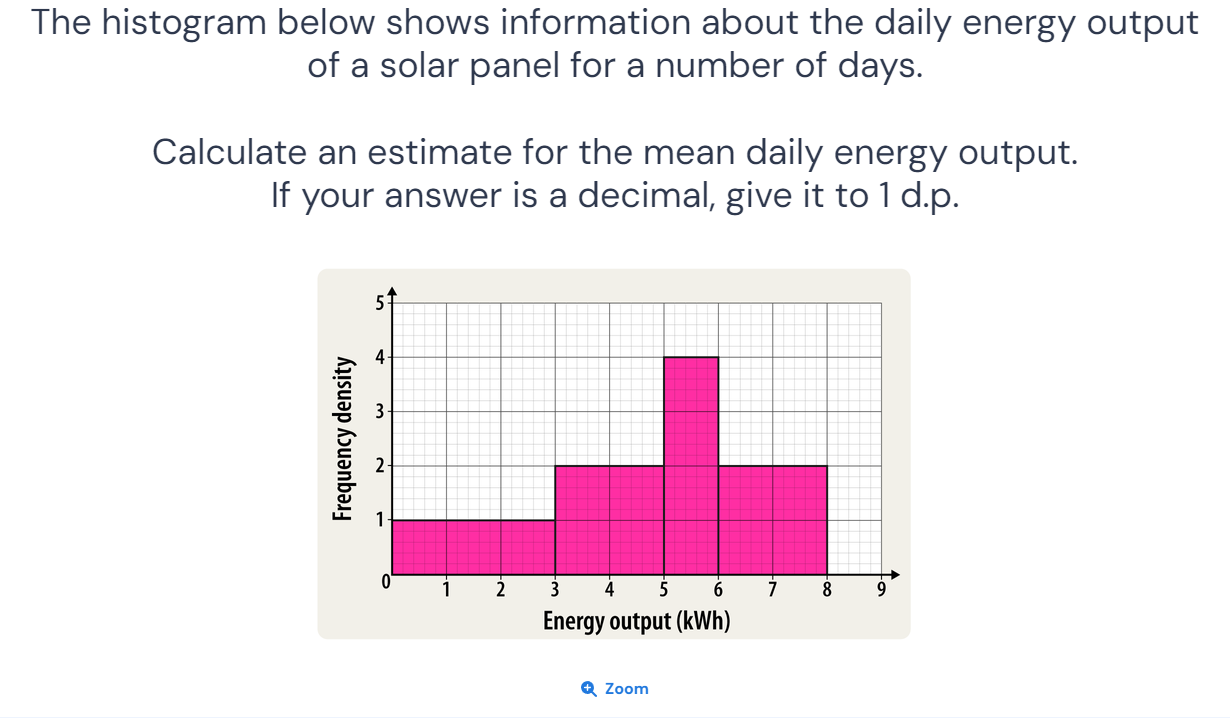 The histogram below shows information about the daily energy output
of a solar panel for a number of days.
Calculate an estimate for the mean daily energy output.
If your answer is a decimal, give it to 1 d.p.
Frequency density
5
4
3
2
1
0
1 2 3 4 5 6 7 8 9
Energy output (kWh)
Zoom